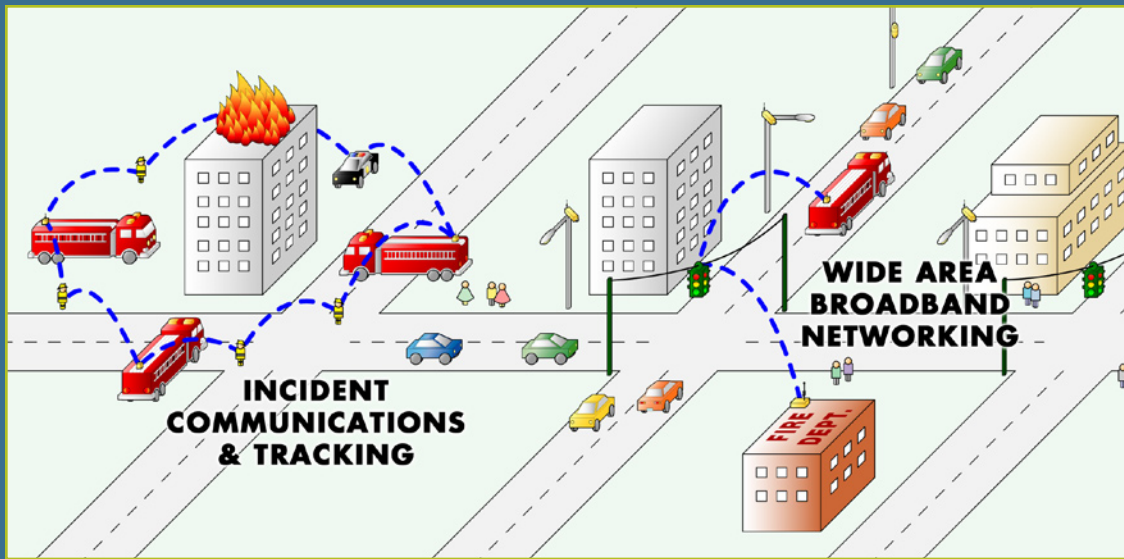 INCIDENT
COMMUNICATIONS
& TRACKING
WIDE AREA
BROADBAND
NETWORKING
FIRE
DEPT.